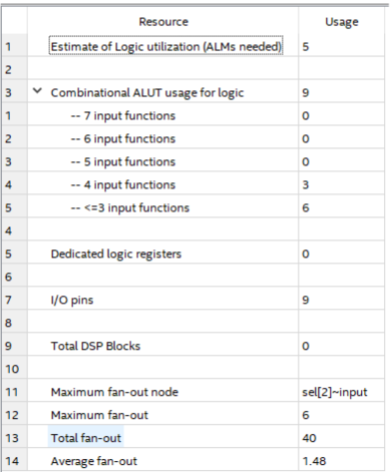 Resource Usage
1 Estimate of Logic utilization (ALMs needed) 5
2
3 Combinational ALUT usage for logic 9
1 -- 7 input functions 0
2 -- 6 input functions 0
3 -- 5 input functions 0
4 -- 4 input functions 3
5 -- <=3 input functions 6
4
5 Dedicated logic registers 0
6
7 I/O pins 9
8
9 Total DSP Blocks 0
10
11 Maximum fan-out node sel[2]~input
12 Maximum fan-out 6
13 Total fan-out 40
14 Average fan-out 1.48